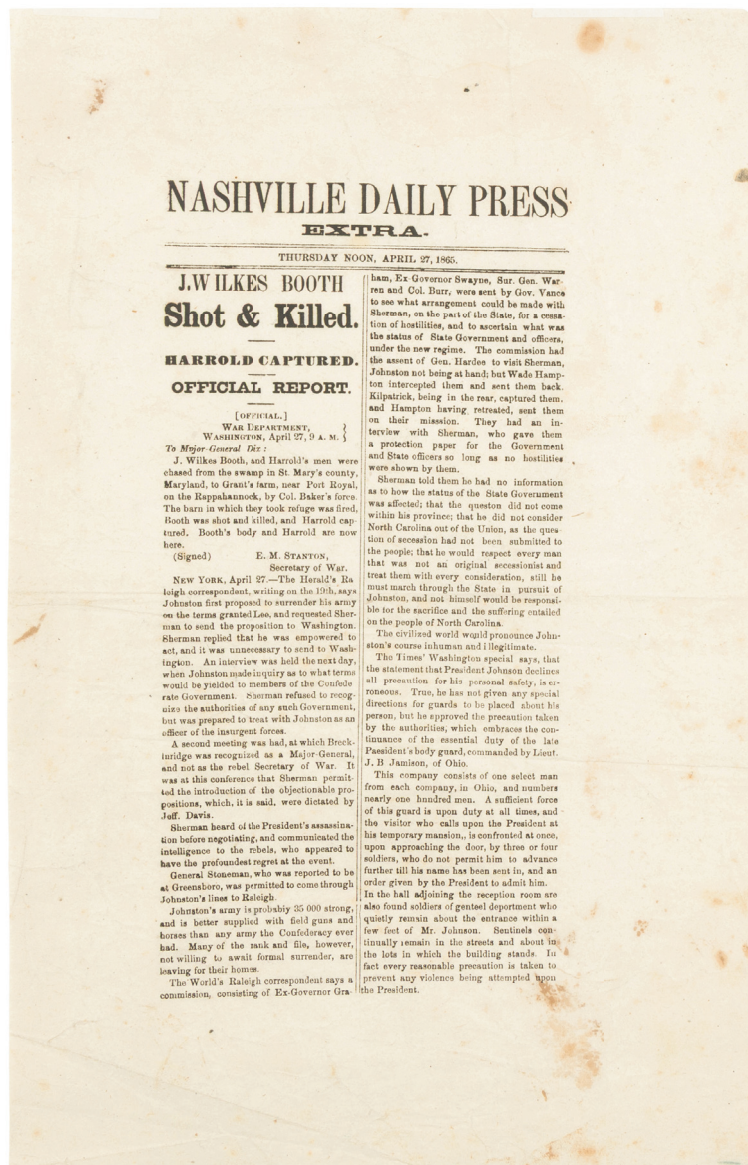 NASHVILLE DAILY PRESS
EXTRA.
THURSDAY NOON, APRIL 27, 1865.
J. WILKES BOOTH
Shot & Killed.
HARROLD CAPTURED.
OFFICIAL REPORT.
[OFFICIAL.]
WAR DEPARTMENT,
WASHINGTON, April 27, 9 A. M.
To Major-General Dix :
J. Wilkes Booth, and Harrold's men were
chased from the swamp in St. Mary's county,
Maryland, to Grant's farm, near Port Royal,
on the Rappahannock, by Col. Baker's force.
The barn in which they took refuge was fired,
Booth was shot and killed, and Harrold cap-
tured. Booth's body and Harrold are now
here.
(Signed) E. M. STANTON,
Secretary of War.
NEW YORK, April 27.—The Herald's Ra
leigh correspondent, writing on the 19th, says
Johnston first proposed to surrender his army
on the terms granted Lee, and requested Sher-
man to send the proposition to Washington.
Sherman replied that he was empowered to
act, and it was unnecessary to send to Wash-
ington. An interview was held the next day,
when Johnston made inquiry as to what terms
would be yielded to members of the Confede
rate Government. Sherman refused to recog-
nize the authorities of any such Government,
but was prepared to treat with Johnston as an
officer of the insurgent forces.
A second meeting was had, at which Breck-
inridge was recognized as a Major-General,
and not as the rebel Secretary of War. It
was at this conference that Sherman permit-
ted the introduction of the objectionable pro-
positions, which, it is said, were dictated by
Jeff. Davis.
Sherman heard of the President's assassina-
tion before negotiating, and communicated the
intelligence to the rebels, who appeared to
have the prefoundest regret at the event.
General Stoneman, who was reported to be
at Greensboro, was permitted to come through
Johnston's lines to Raleigh.
Johnston's army is probably 35 000 strong,
and is better supplied with field guns and
horses than any army the Confederacy ever
had. Many of the rank and file, however,
not willing to await formal surrender, are
leaving for their homes.
The World's Raleigh correspondent says a
commission, consisting of Ex-Governor Gra-
ham, Ex-Governor Swayne, Sur. Gen. War-
ren and Col. Burr, were sent by Gov. Vance
to see what arrangement could be made with
Sherman, on the part of the State, for a cessa-
tion of hostilities, and to ascertain what was
the status of State Government and officers,
under the new regime. The commission had
the assent of Gen. Hardee to visit Sherman,
Johnston not being at hand; but Wade Hamp-
ton intercepted them and sent them back.
Kilpatrick, being in the rear, captured them,
and Hampton having retreated, sent them
on their misssion. They had an in-
terview with Sherman, who gave them
a protection paper for the Government
and State officers so long as no hostilities
were shown by them.
Sherman told them he had no information
as to how the status of the State Government
was affected; that the queston did not come
within his province; that he did not consider
North Carolina out of the Union, as the ques-
tion of secession had not been submitted to
the people; that he would respect every man
that was not an original secessionist and
treat them with every consideration, still he
must march through the State in pursuit of
Johnston, and not himself would be responsi-
ble for the sacrifice and the suffering entailed
on the people of North Carolina.
The civilized world would pronounce John-
ston's course inhuman and illegitimate.
The Times' Washington special says, that
the statement that President Johnson declines
all precaution for his personal safety, is er-
roneous. True, he has not given any special
directions for guards to be placed about his
person, but he approved the precaution taken
by the authorities, which embraces the con-
tinuance of the essential duty of the late
Paesident's body guard, commanded by Lieut.
J. B Jamison, of Ohio.
This company consists of one select man
from each company, in Ohio, and numbers
nearly one hnndred men. A sufficient force
of this guard is upon duty at all times, and
the visitor who calls upon the President at
his temporary mansion,, is confronted at once,
upon approaching the door, by three or four
soldiers, who do not permit him to advance
further till his name has been sent in, and an
order given by the President to admit him.
In the hall adjoining the reception room are
also found soldiers of genteel deportment who
quietly remain about the entrance within a
few feet of Mr. Johnson. Sentinels con-
tinually remain in the streets and about in
the lots in which the building stands. In
fact every reasonable precaution is taken to
prevent any violence being attempted upon
the President.